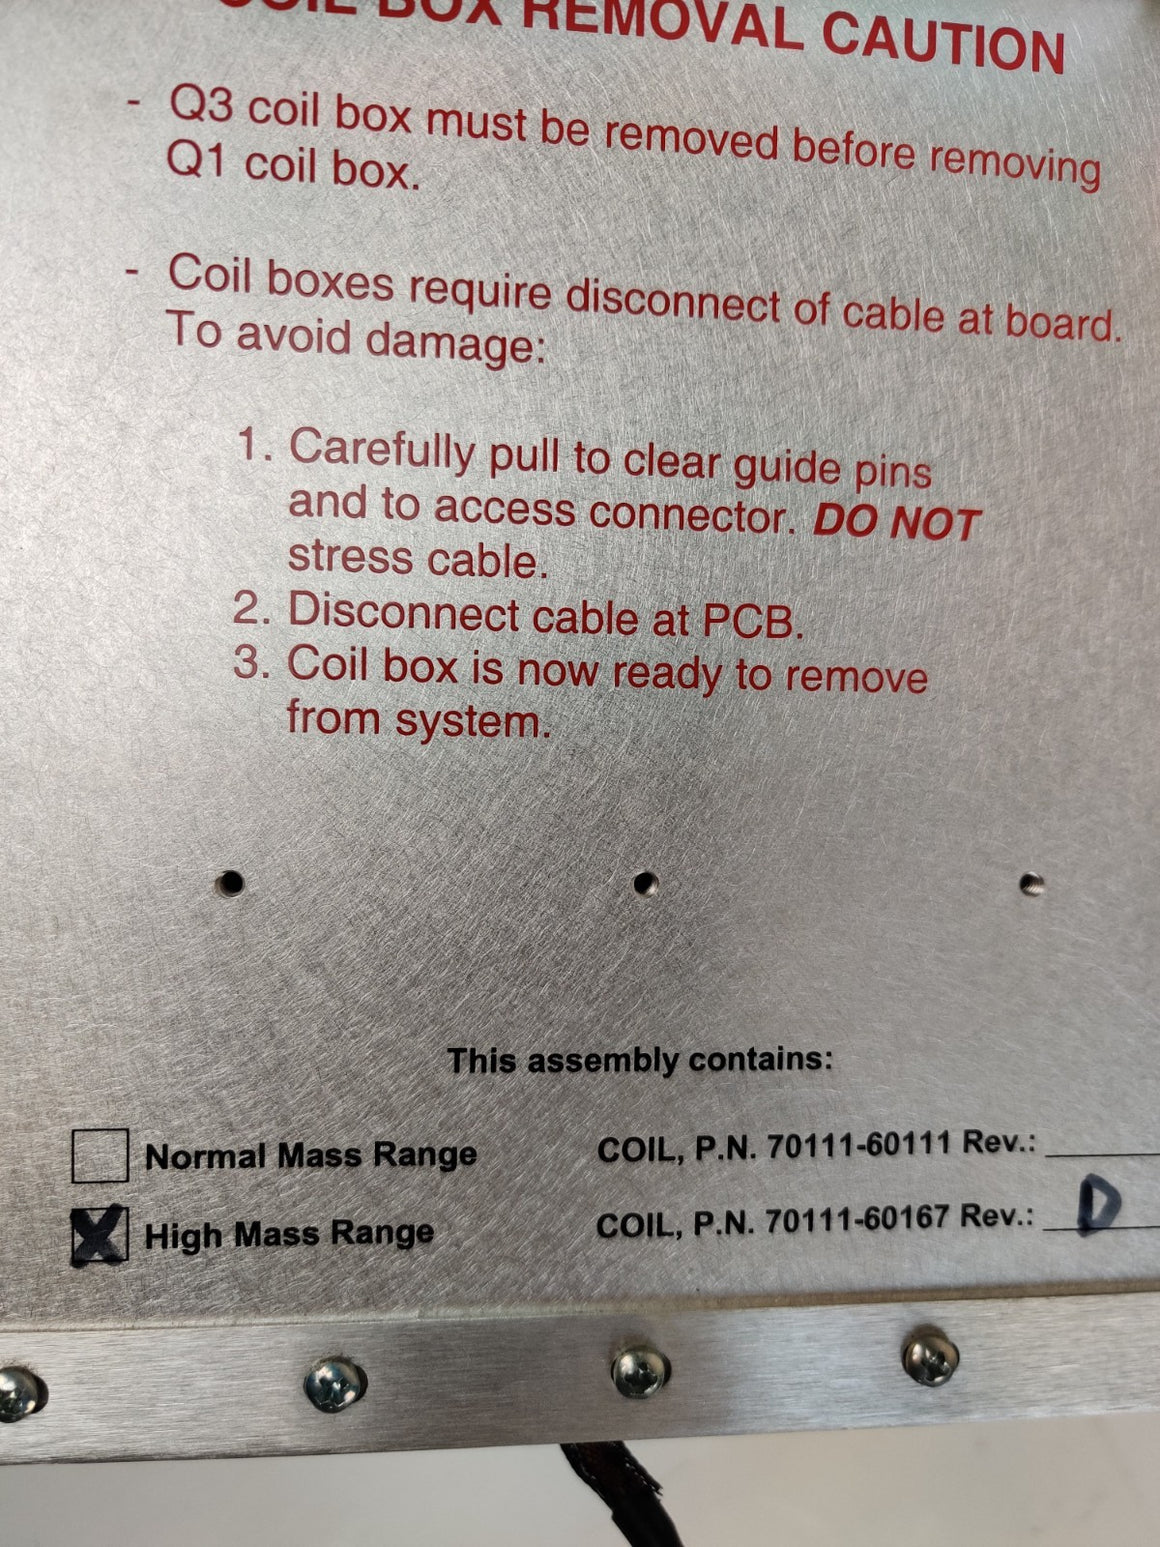 COIL BOX REMOVAL CAUTION
- Q3 coil box must be removed before removing
Q1 coil box.
- Coil boxes require disconnect of cable at board.
To avoid damage:
1. Carefully pull to clear guide pins
and to access connector. DO NOT
stress cable.
2. Disconnect cable at PCB.
3. Coil box is now ready to remove
from system.
This assembly contains:
Normal Mass Range COIL, P.N. 70111-60111 Rev.:
X High Mass Range COIL, P.N. 70111-60167 Rev.: D